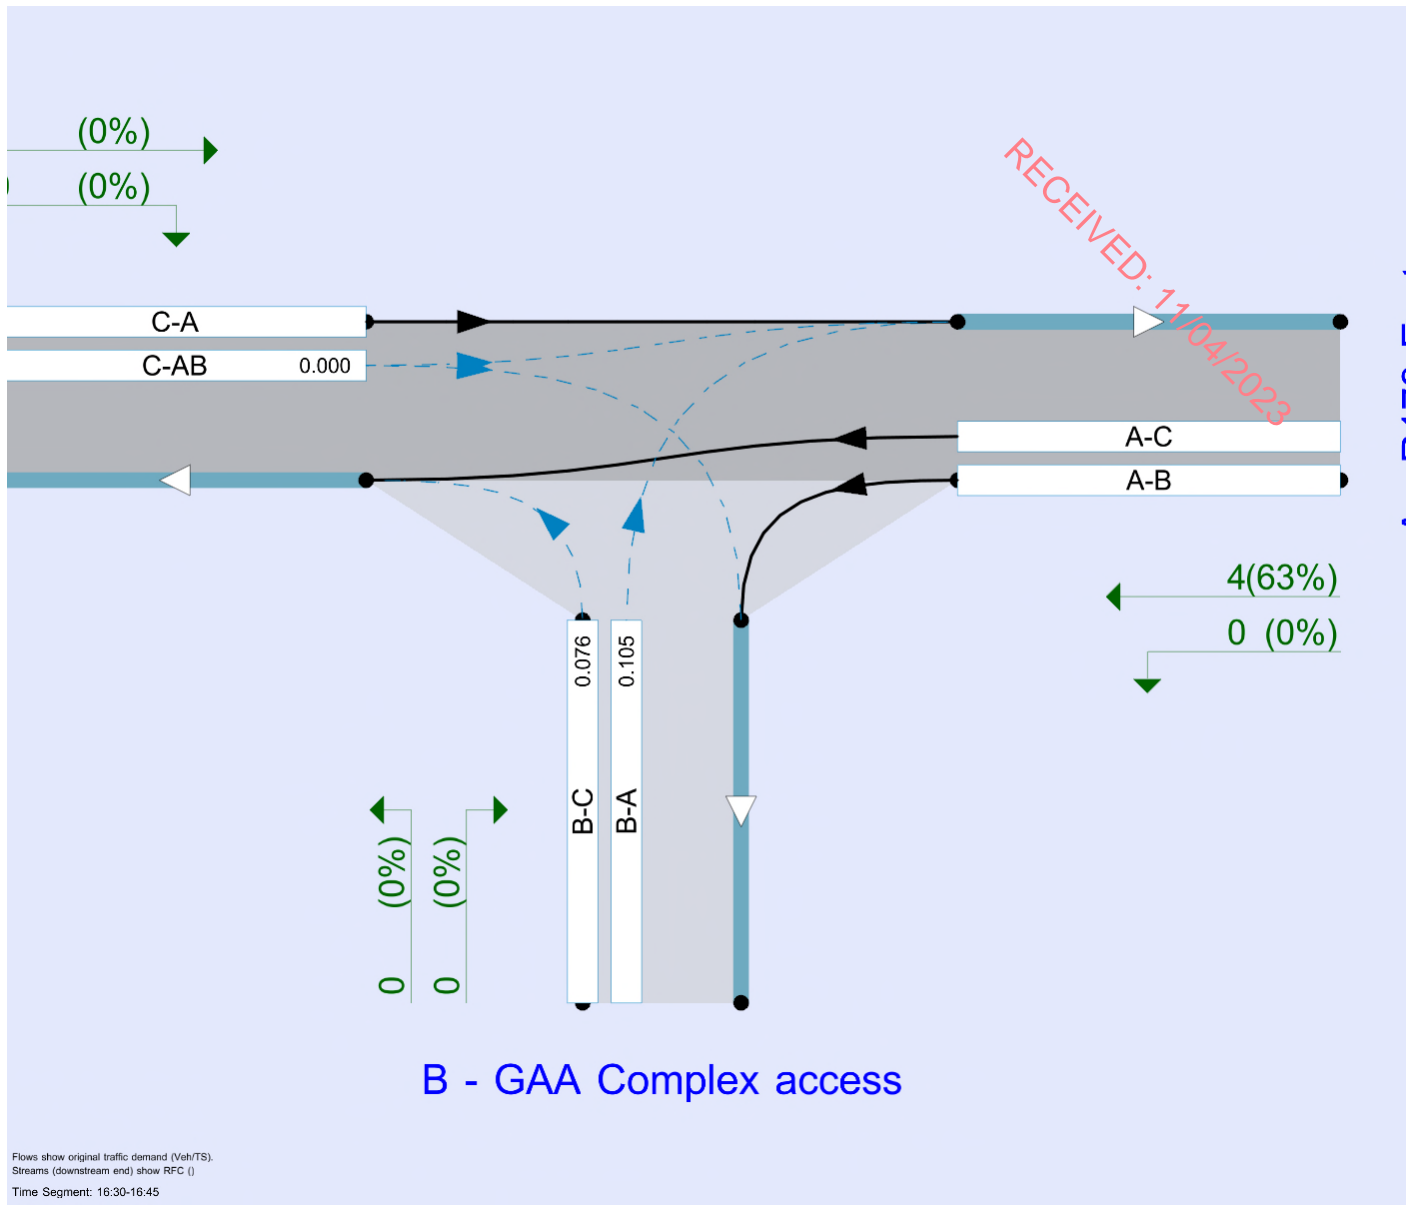 (0%)
(0%)
RECEIVED: 11/04/2023
C-A
C-AB 0.000
A-C
A-B
4(63%)
0 (0%)
0.076
0.105
B-C
B-A
0 (0%)
0 (0%)
B - GAA Complex access
Flows show original traffic demand (Veh/TS).
Streams (downstream end) show RFC ()
Time Segment: 16:30-16:45